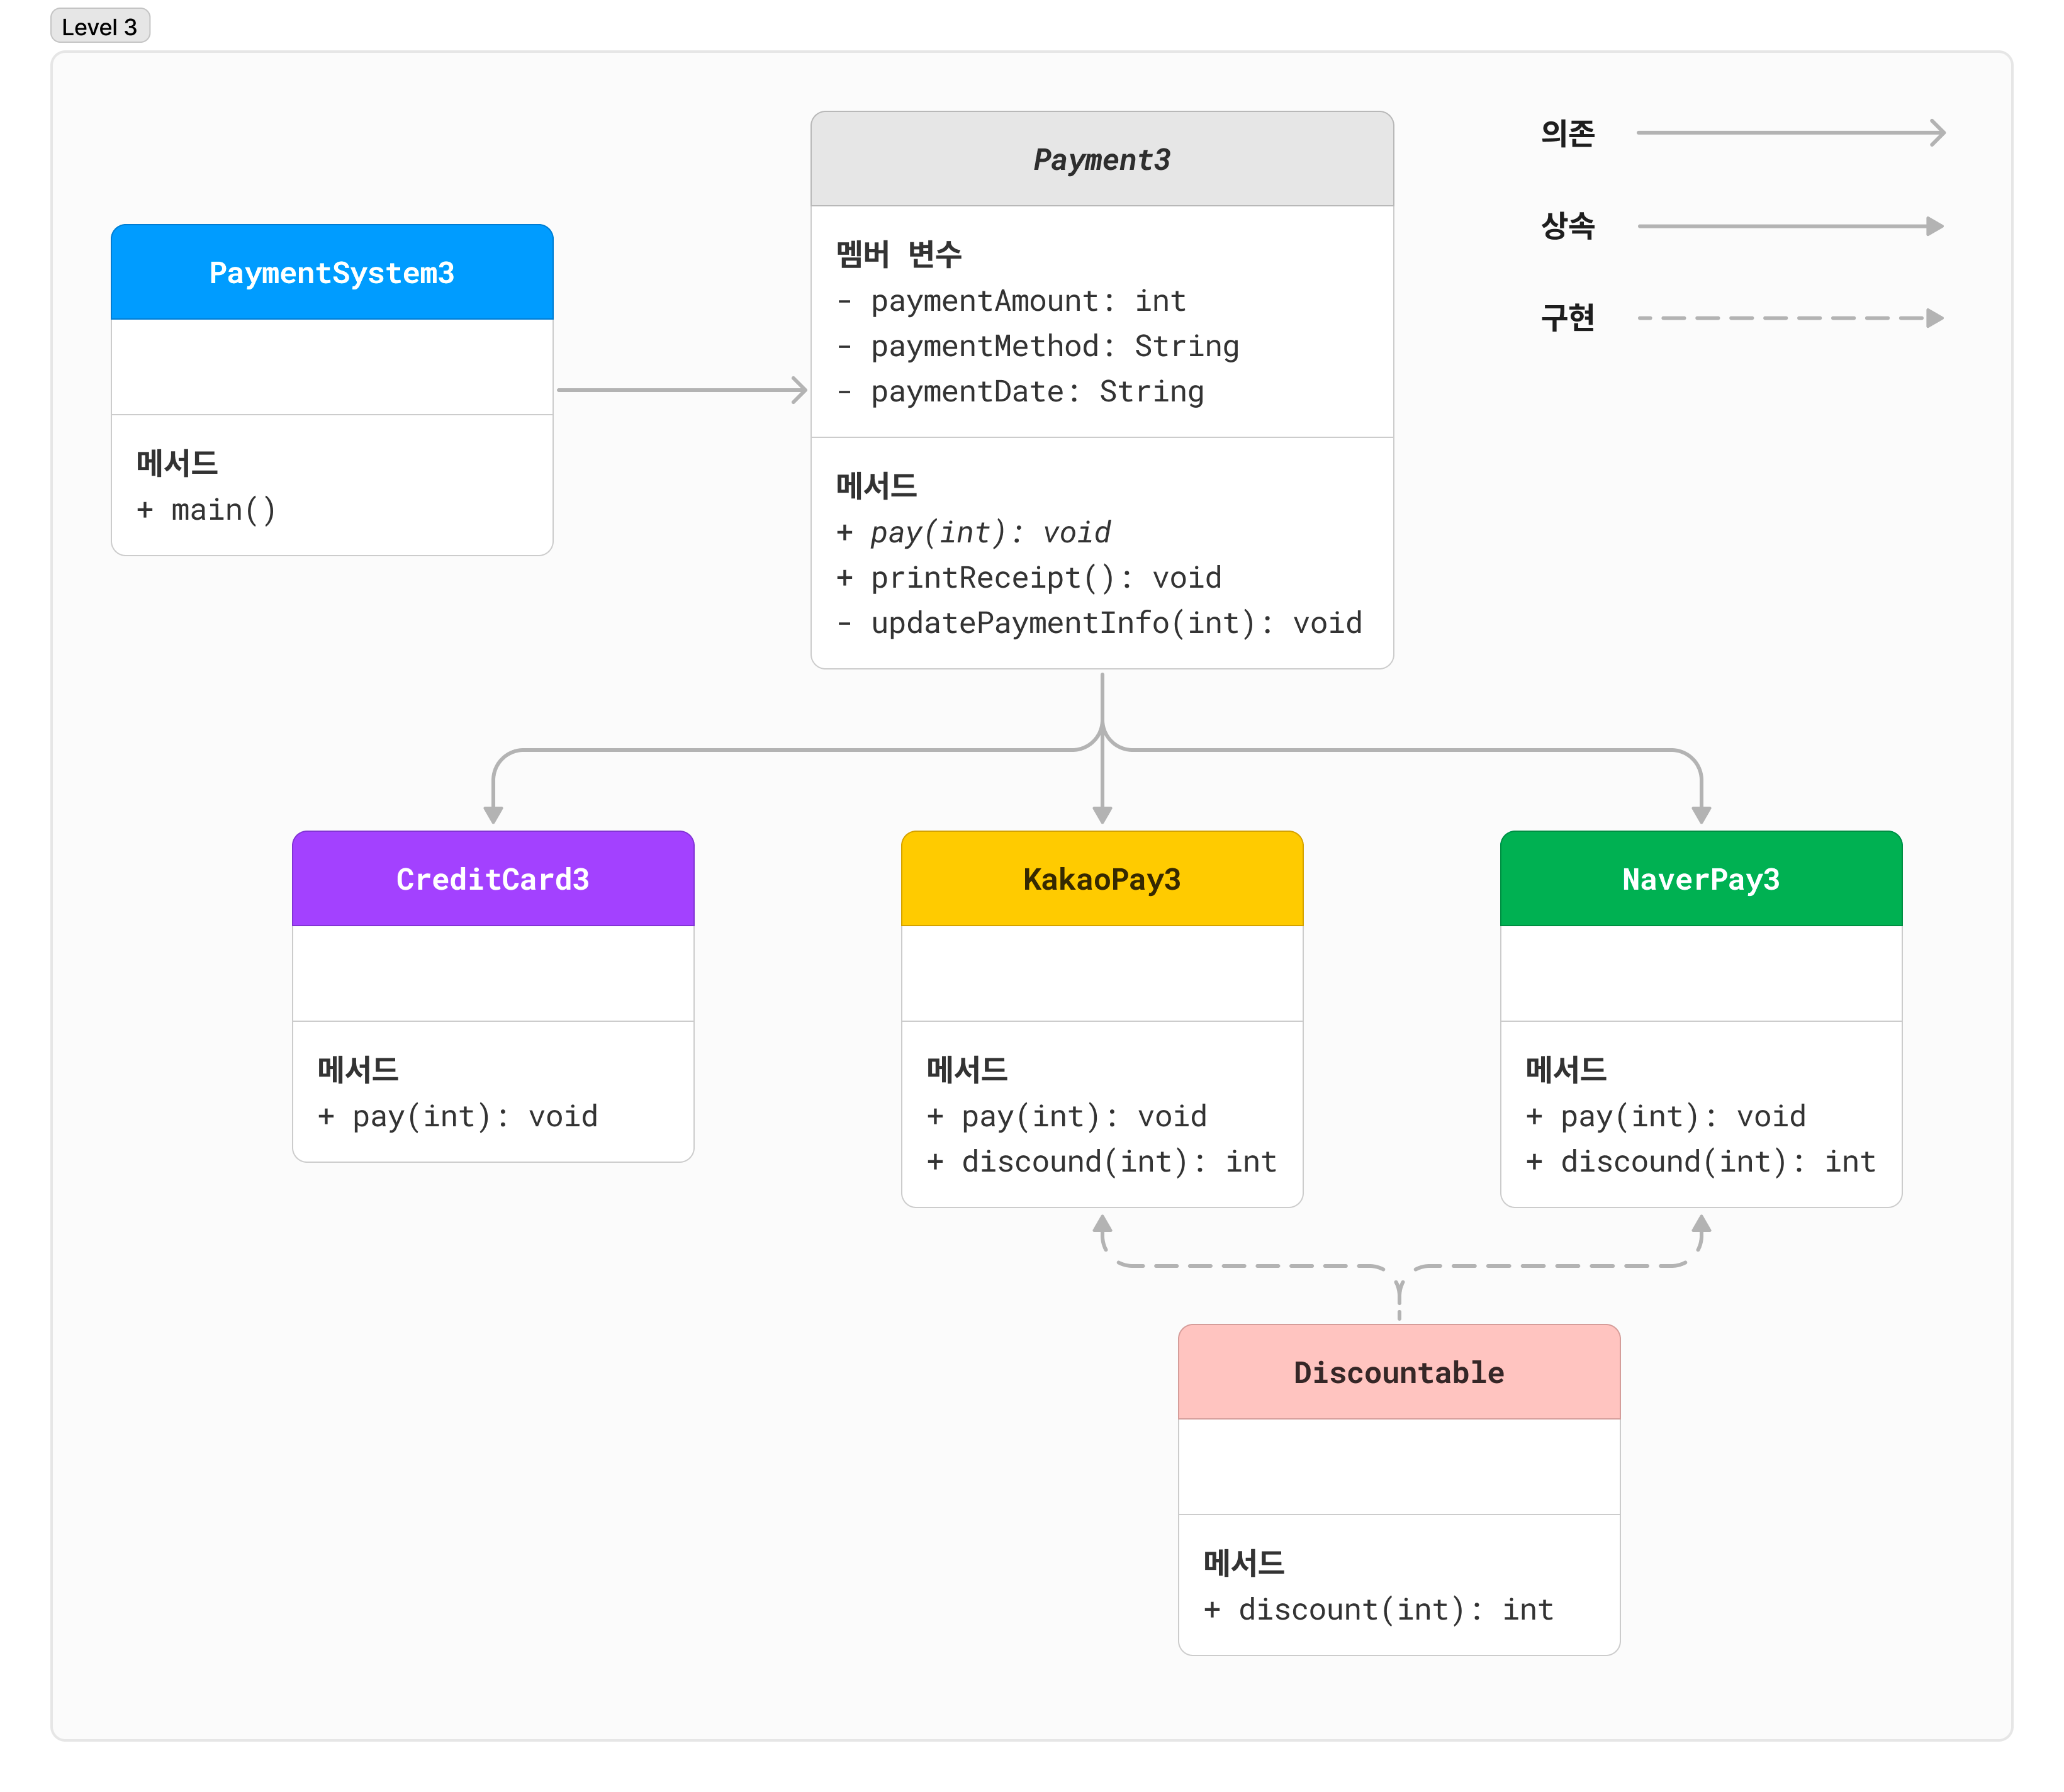 Level 3
PaymentSystem3
메서드
+ main()
Payment3
멤버 변수
- paymentAmount: int
- paymentMethod: String
- paymentDate: String
메서드
+ pay(int): void
+ printReceipt(): void
- updatePaymentInfo(int): void
의존
상속
구현
CreditCard3
메서드
+ pay(int): void
KakaoPay3
메서드
+ pay(int): void
+ discound(int): int
NaverPay3
메서드
+ pay(int): void
+ discound(int): int
Discountable
메서드
+ discount(int): int